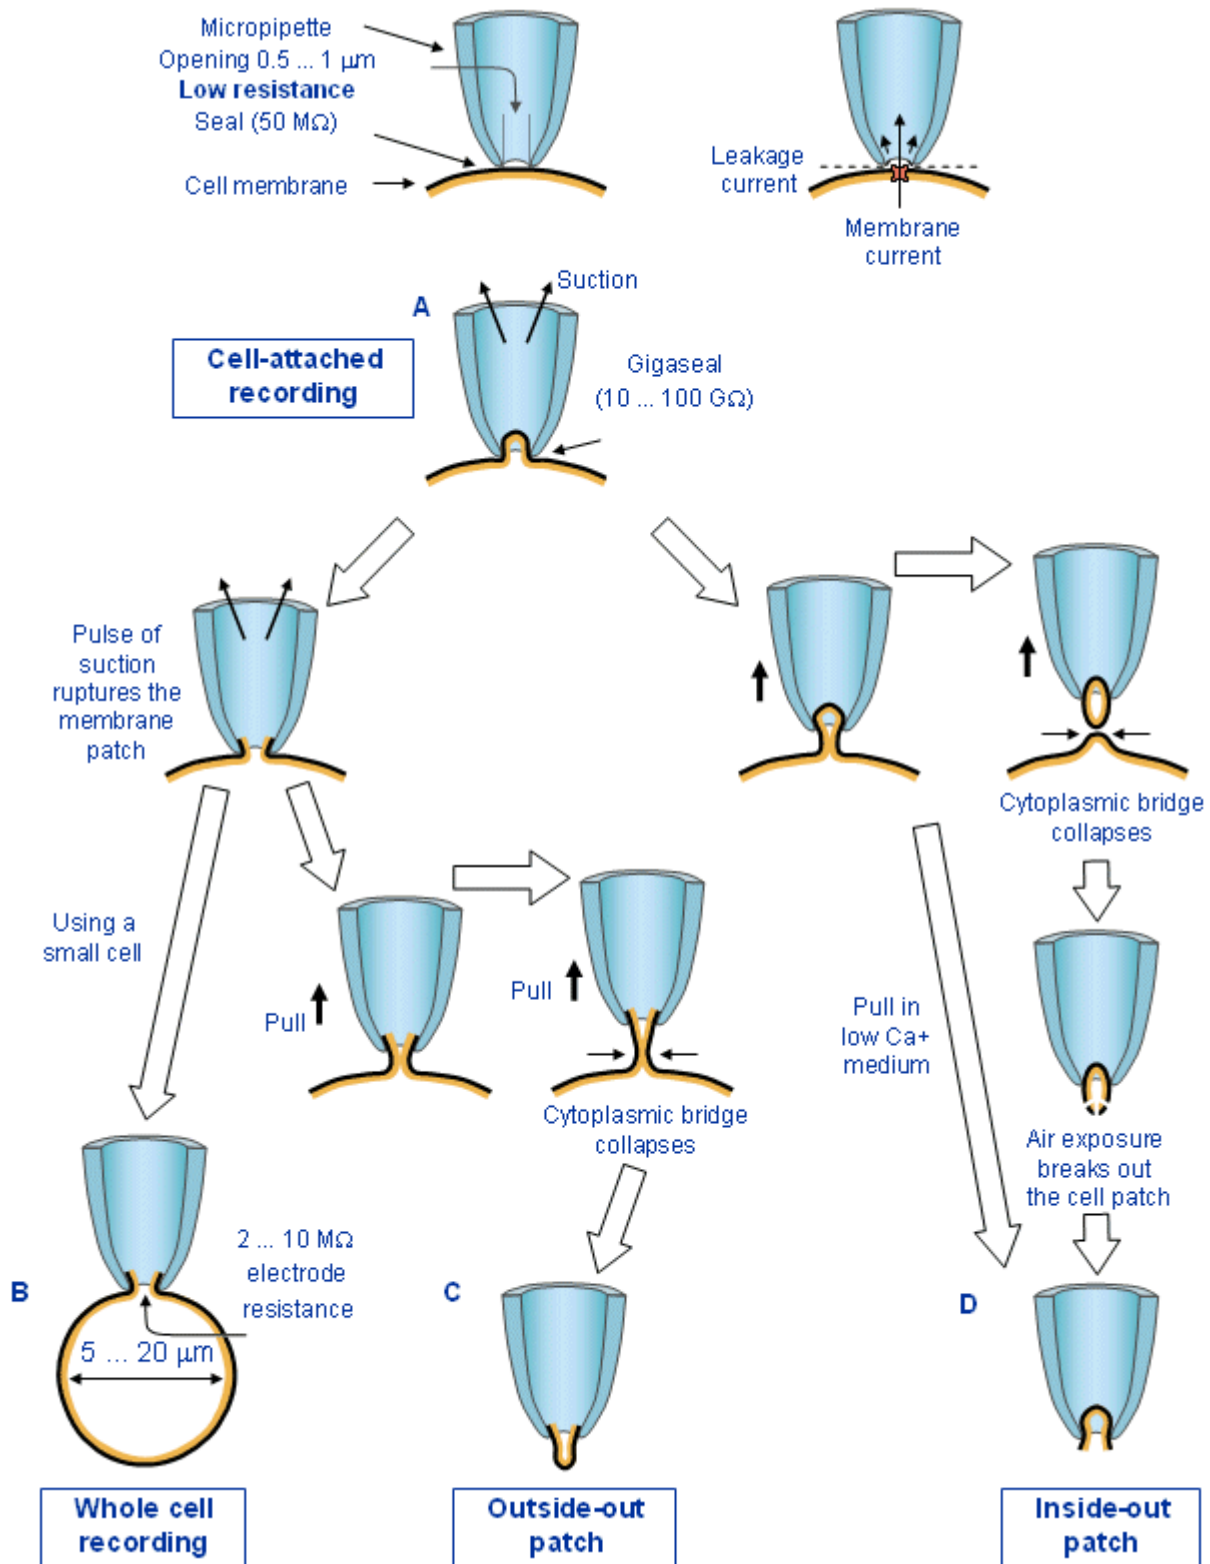 Micropipette
Opening 0.5 ... 1 μm
Low resistance
Seal (50 MΩ)
Cell membrane
Leakage
current
Membrane
current
A
Suction
Cell-attached
recording
Gigaseal
(10 ... 100 GΩ)
Pulse of
suction
ruptures the
membrane
patch
Cytoplasmic bridge
collapses
Using a
small cell
Pull
Pull
Cytoplasmic bridge
collapses
Pull in
low Ca+
medium
Air exposure
breaks out
the cell patch
B
2 ... 10 MΩ
electrode
resistance
5 ... 20 μm
C
D
Whole cell
recording
Outside-out
patch
Inside-out
patch